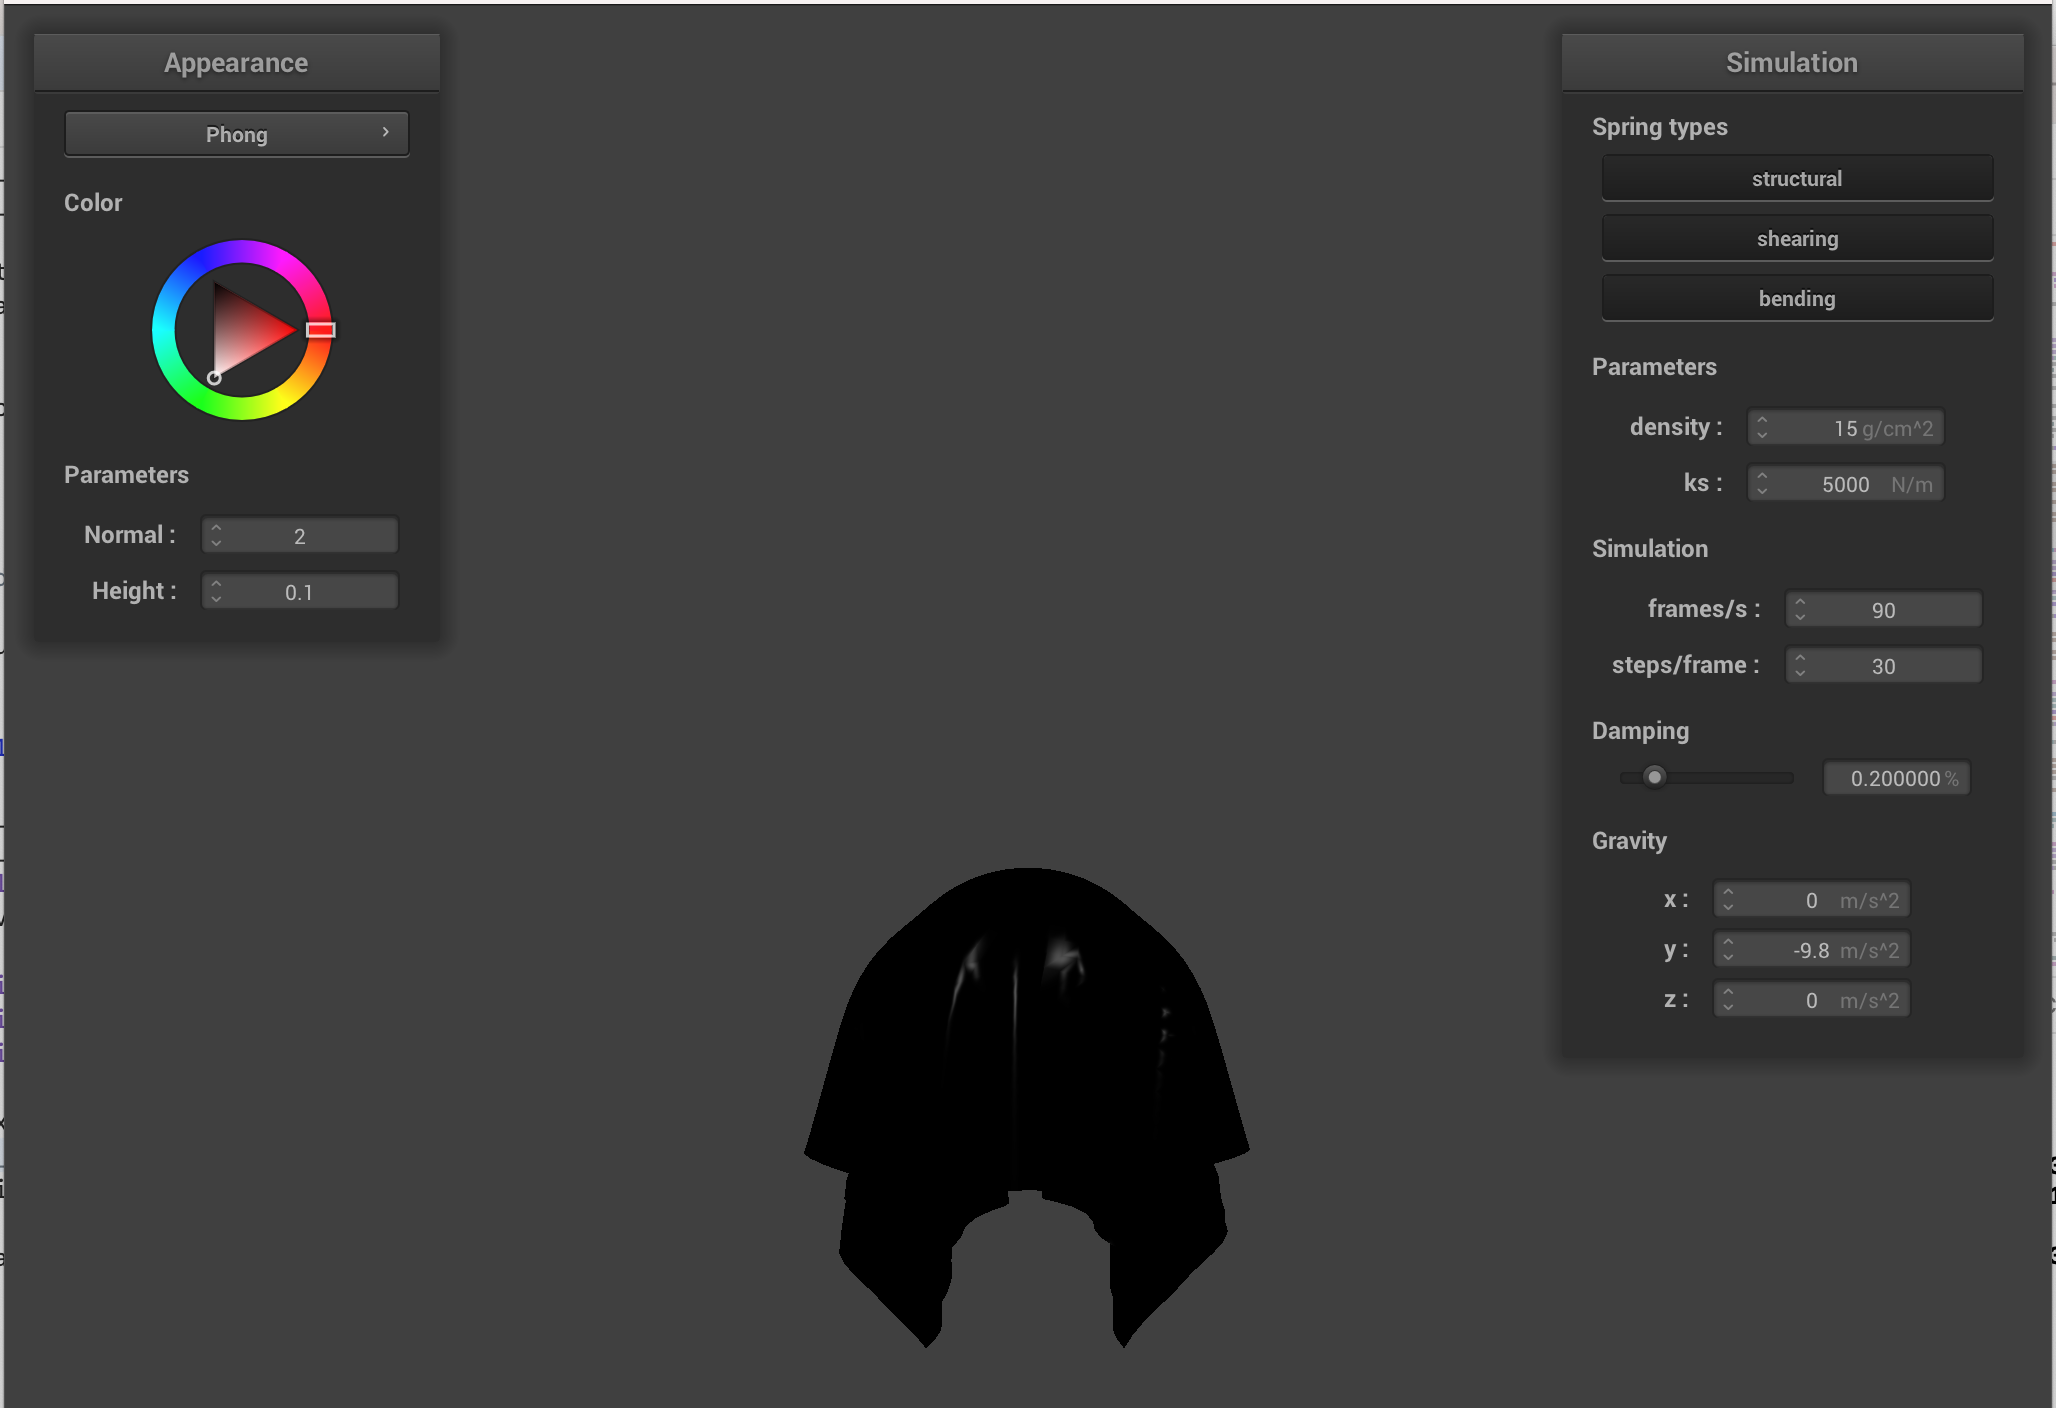 Appearance
Phong
Color
Parameters
Normal : 2
Height : 0.1
Simulation
Spring types
structural
shearing
bending
Parameters
density : 15 g/cm^2
ks : 5000 N/m
Simulation
frames/s : 90
steps/frame : 30
Damping
0.200000 %
Gravity
x : 0 m/s^2
y : -9.8 m/s^2
z : 0 m/s^2